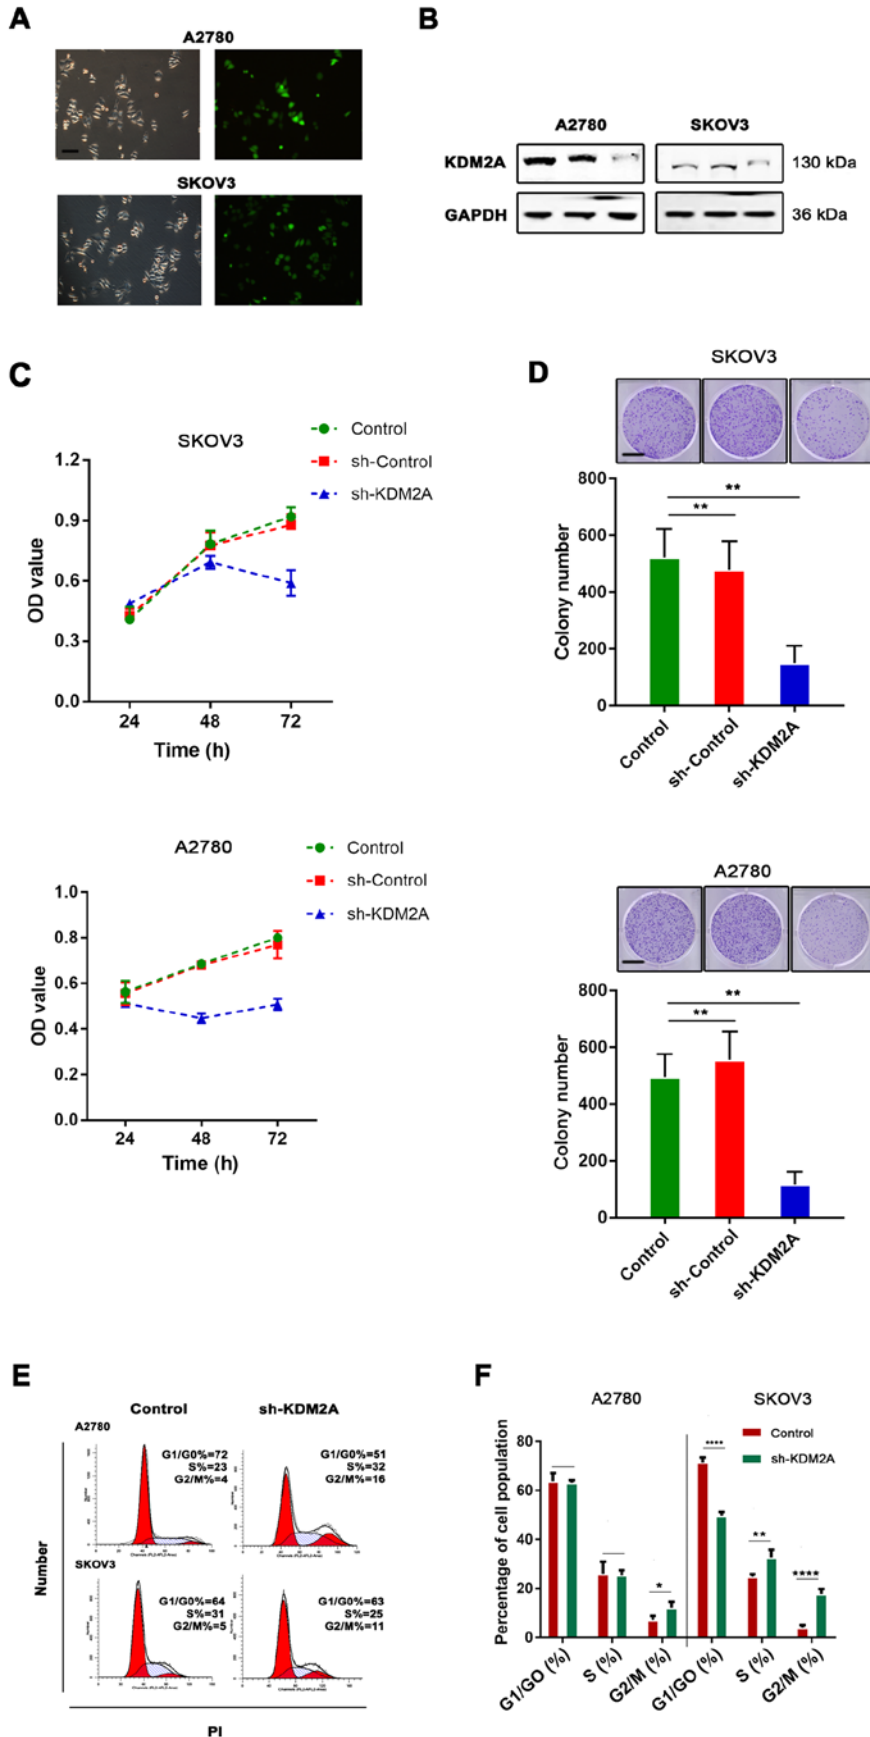 A
A2780
SKOV3
B
A2780 SKOV3
KDM2A 130 kDa
GAPDH 36 kDa
C
SKOV3
Control
sh-Control
sh-KDM2A
1.2
0.9
0.6
0.3
0.0
OD value
24 48 72
Time (h)
A2780
Control
sh-Control
sh-KDM2A
1.0
0.8
0.6
0.4
0.2
0.0
OD value
24 48 72
Time (h)
D
SKOV3
800
600
400
200
0
Colony number
**
**
Control
sh-Control
sh-KDM2A
A2780
800
600
400
200
0
Colony number
**
**
Control
sh-Control
sh-KDM2A
E
Control sh-KDM2A
A2780
G1/G0%=72
S%=23
G2/M%=4
G1/G0%=51
S%=32
G2/M%=16
SKOV3
G1/G0%=64
S%=31
G2/M%=5
G1/G0%=63
S%=25
G2/M%=11
Number
PI
F
A2780 SKOV3
Control
sh-KDM2A
80
60
40
20
0
Percentage of cell population
*
****
**
****
G1/GO (%)
S (%)
G2/M (%)
G1/GO (%)
S (%)
G2/M (%)